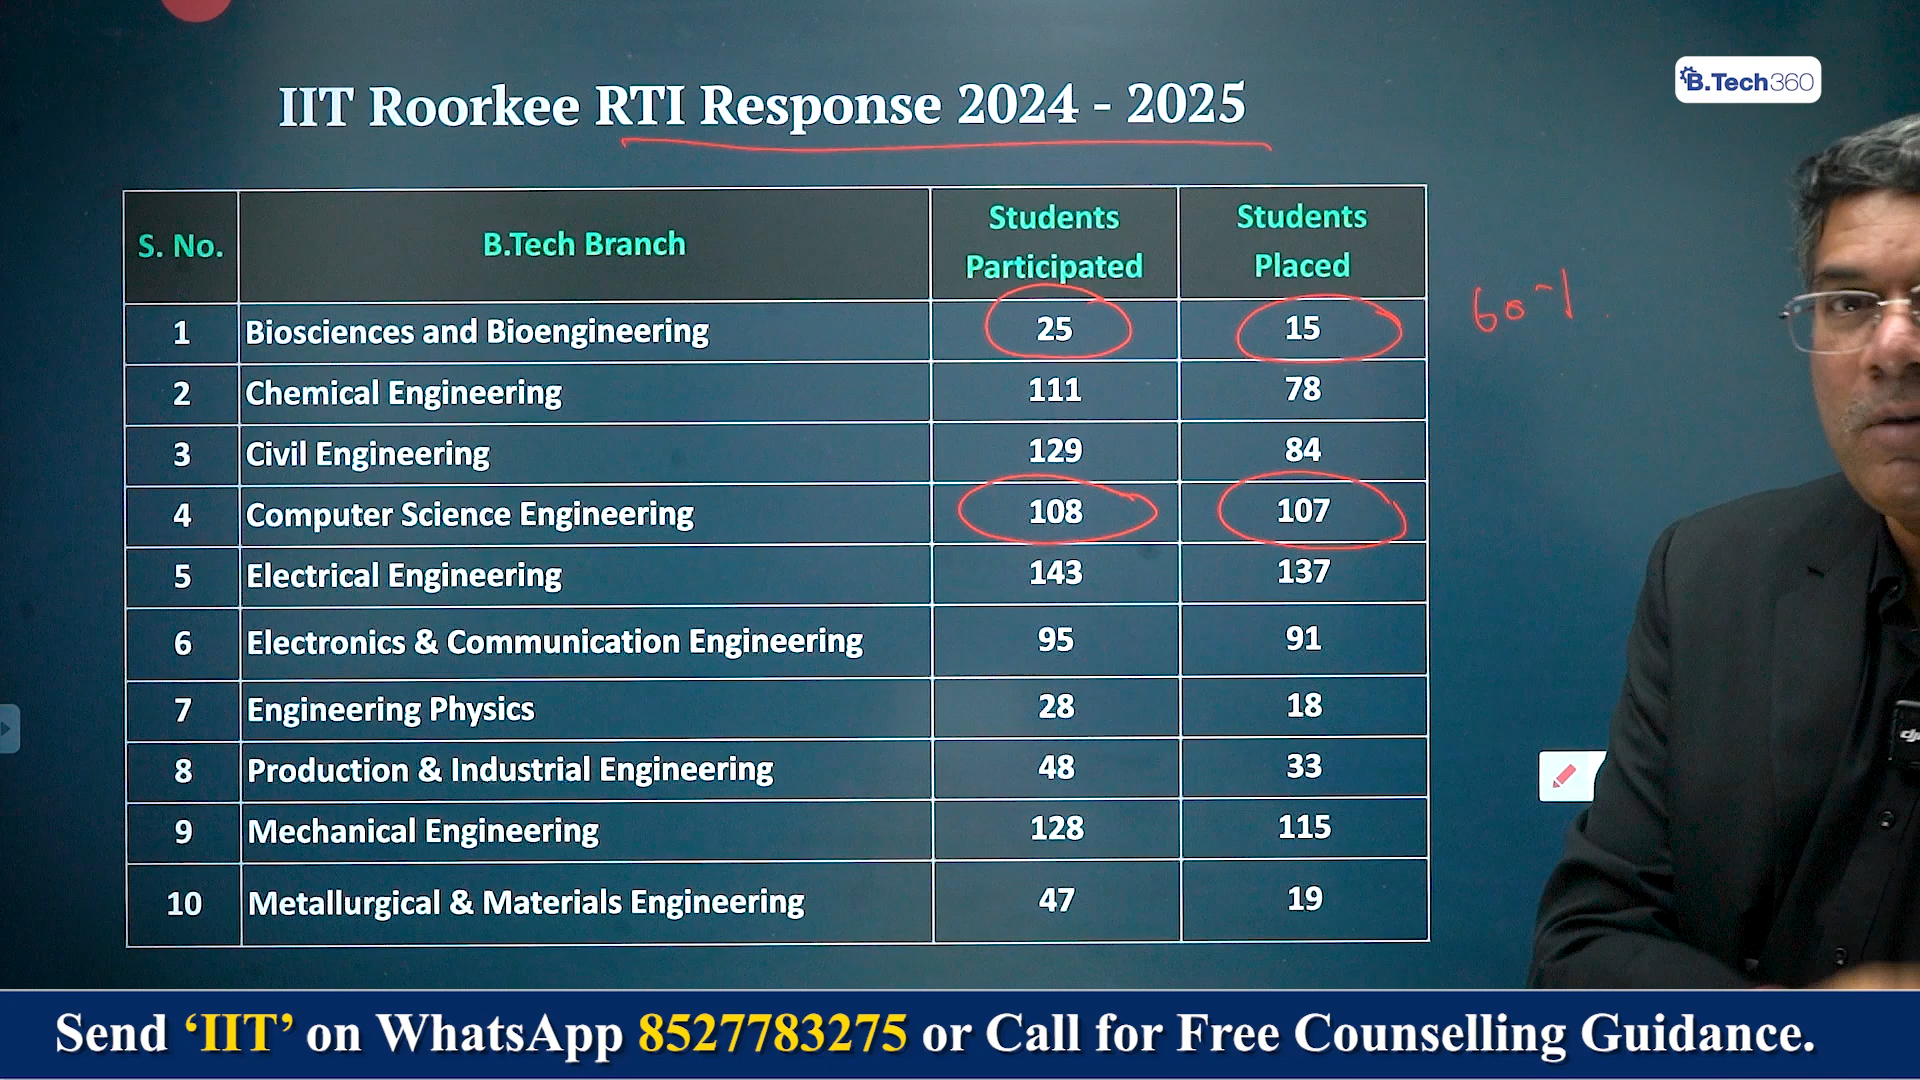 B.Tech360
IIT Roorkee RTI Response 2024 - 2025
S. No. B.Tech Branch Students Participated Students Placed
1 Biosciences and Bioengineering 25 15
60%
2 Chemical Engineering 111 78
3 Civil Engineering 129 84
4 Computer Science Engineering 108 107
5 Electrical Engineering 143 137
6 Electronics & Communication Engineering 95 91
7 Engineering Physics 28 18
8 Production & Industrial Engineering 48 33
9 Mechanical Engineering 128 115
10 Metallurgical & Materials Engineering 47 19
Send ‘IIT’ on WhatsApp 8527783275 or Call for Free Counselling Guidance.